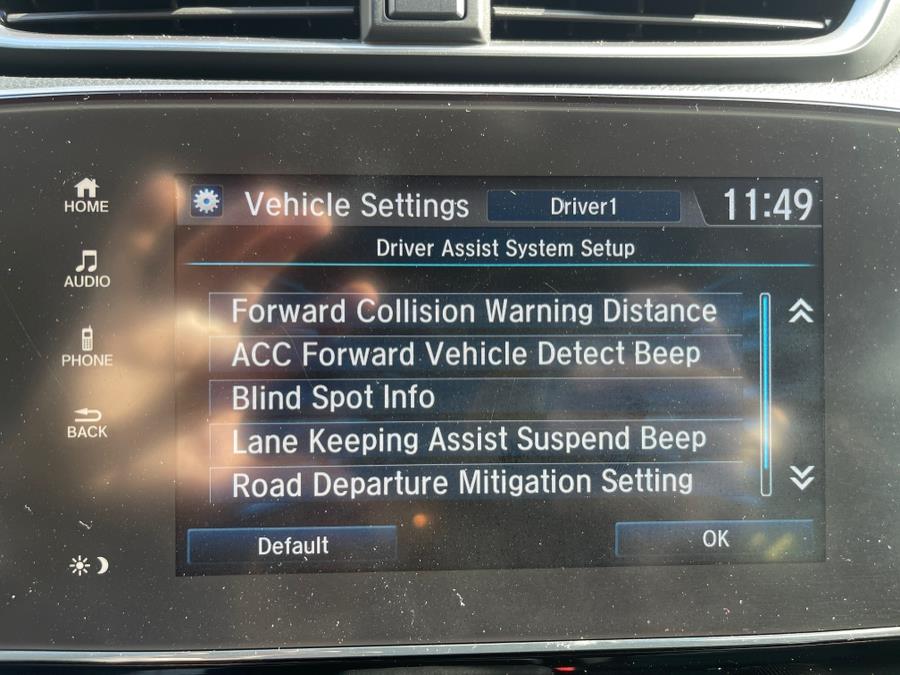 Vehicle Settings Driver1 11:49
HOME
Driver Assist System Setup
AUDIO
Forward Collision Warning Distance
ACC Forward Vehicle Detect Beep
PHONE
Blind Spot Info
BACK
Lane Keeping Assist Suspend Beep
Road Departure Mitigation Setting
Default OK